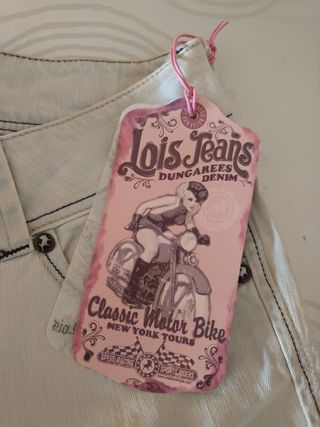 Lois Jeans
DUNGAREES
DENIM
Classic Motor Bike
NEW YORK TOURS